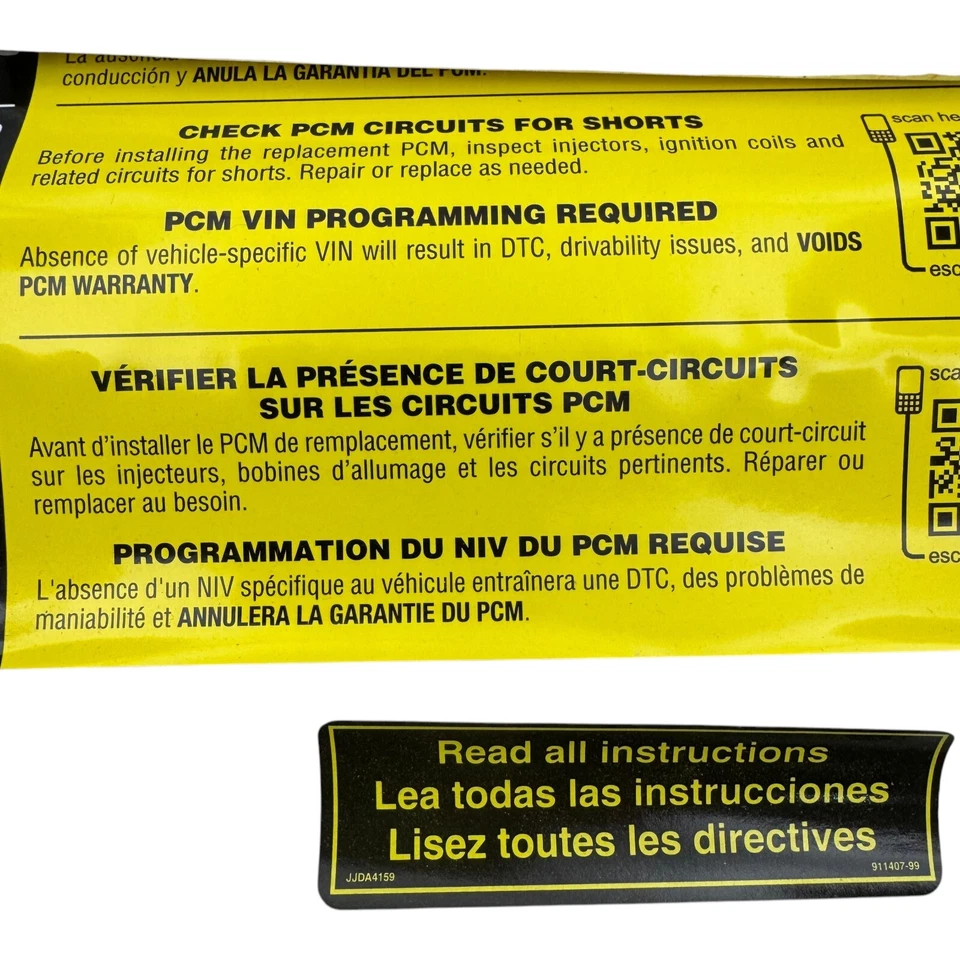 conducción y ANULA LA GARANTÍA DEL PCM.
CHECK PCM CIRCUITS FOR SHORTS
Before installing the replacement PCM, inspect injectors, ignition coils and
related circuits for shorts. Repair or replace as needed.
PCM VIN PROGRAMMING REQUIRED
Absence of vehicle-specific VIN will result in DTC, drivability issues, and VOIDS
PCM WARRANTY.
scan he
esc
VÉRIFIER LA PRÉSENCE DE COURT-CIRCUITS
SUR LES CIRCUITS PCM
Avant d'installer le PCM de remplacement, vérifier s'il y a présence de court-circuit
sur les injecteurs, bobines d'allumage et les circuits pertinents. Réparer ou
remplacer au besoin.
PROGRAMMATION DU NIV DU PCM REQUISE
L'absence d'un NIV spécifique au véhicule entraînera une DTC, des problèmes de
maniabilité et ANNULERA LA GARANTIE DU PCM.
sca
esc
Read all instructions
Lea todas las instrucciones
Lisez toutes les directives
JJDA4159
911407-99